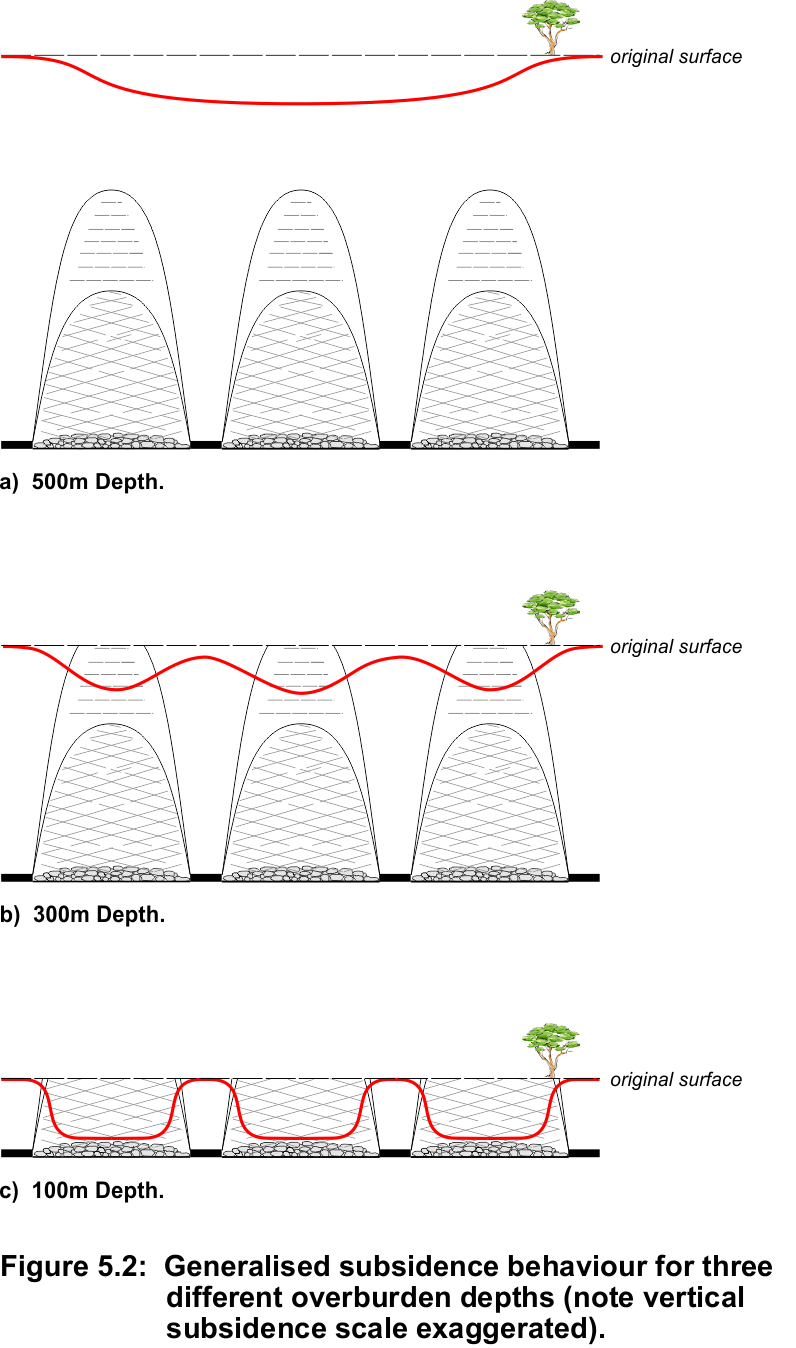 original surface
a) 500m Depth.
original surface
b) 300m Depth.
original surface
c) 100m Depth.
Figure 5.2: Generalised subsidence behaviour for three
different overburden depths (note vertical
subsidence scale exaggerated).